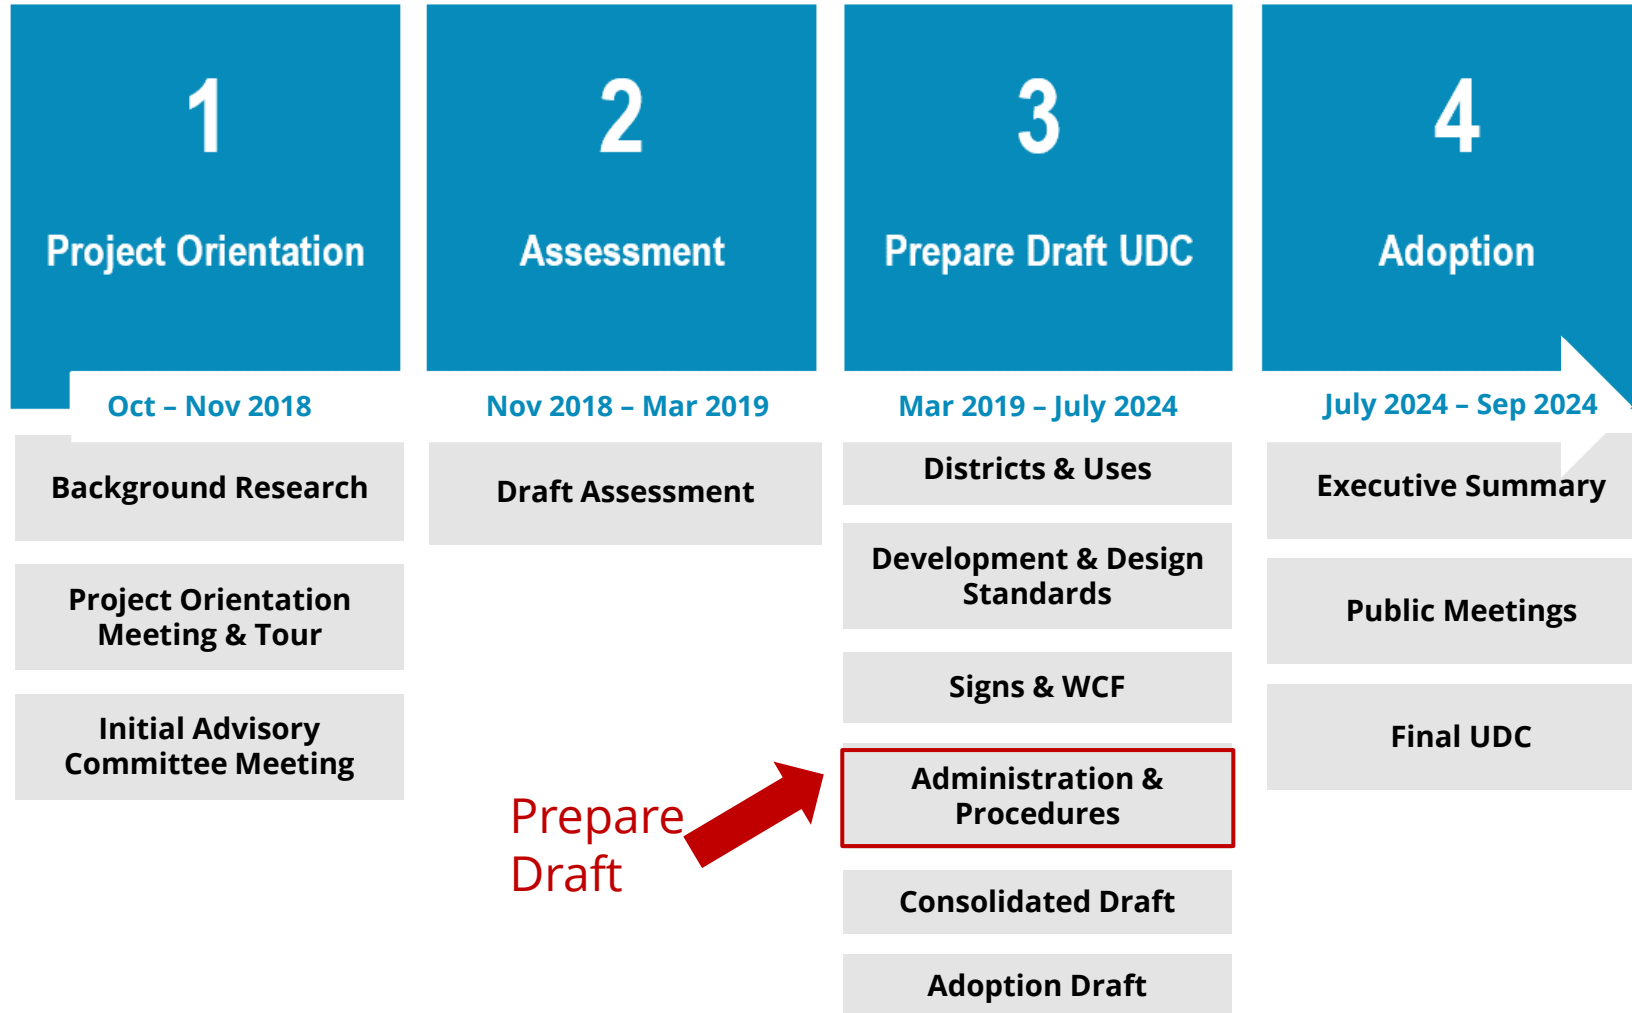 1
Project Orientation
Oct – Nov 2018
Background Research
Project Orientation
Meeting & Tour
Initial Advisory
Committee Meeting
2
Assessment
Nov 2018 – Mar 2019
Draft Assessment
3
Prepare Draft UDC
Mar 2019 – July 2024
Districts & Uses
Development & Design
Standards
Signs & WCF
Administration &
Procedures
Consolidated Draft
Adoption Draft
Prepare
Draft
4
Adoption
July 2024 – Sep 2024
Executive Summary
Public Meetings
Final UDC